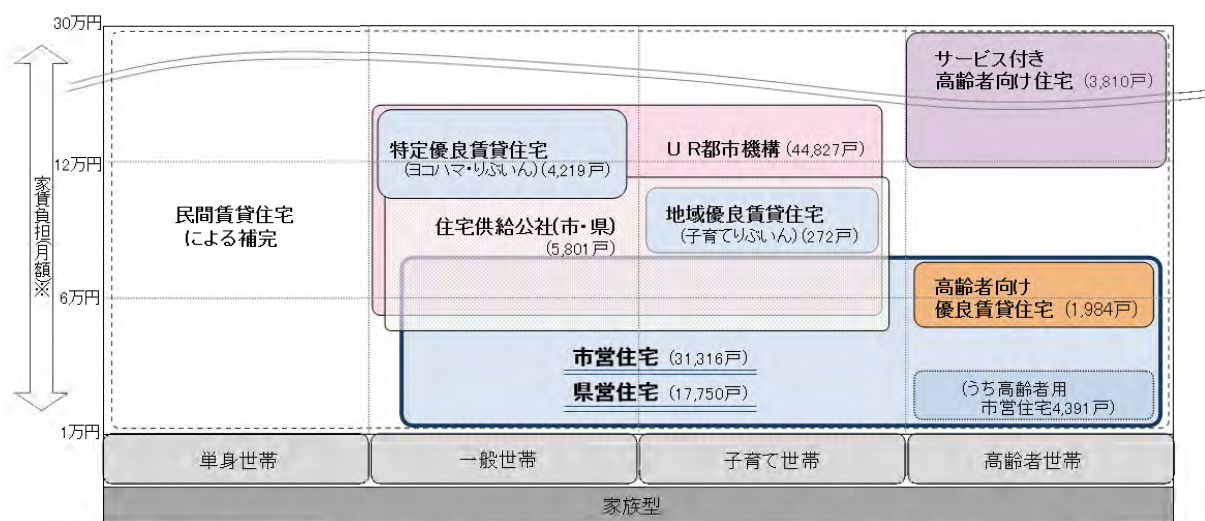 30万円
12万円
6万円
1万円
家賃負担(月額)※
民間賃貸住宅
による補完
特定優良賃貸住宅
(ヨコハマ・りぶいん)(4,219戸)
UR都市機構(44,827戸)
サービス付き
高齢者向け住宅(3,810戸)
住宅供給公社(市・県)
(5,801戸)
地域優良賃貸住宅
(子育てりぶいん)(272戸)
高齢者向け
優良賃貸住宅(1,984戸)
市営住宅(31,316戸)
県営住宅(17,750戸)
(うち高齢者用
市営住宅4,391戸)
単身世帯
一般世帯
子育て世帯
高齢者世帯
家族型